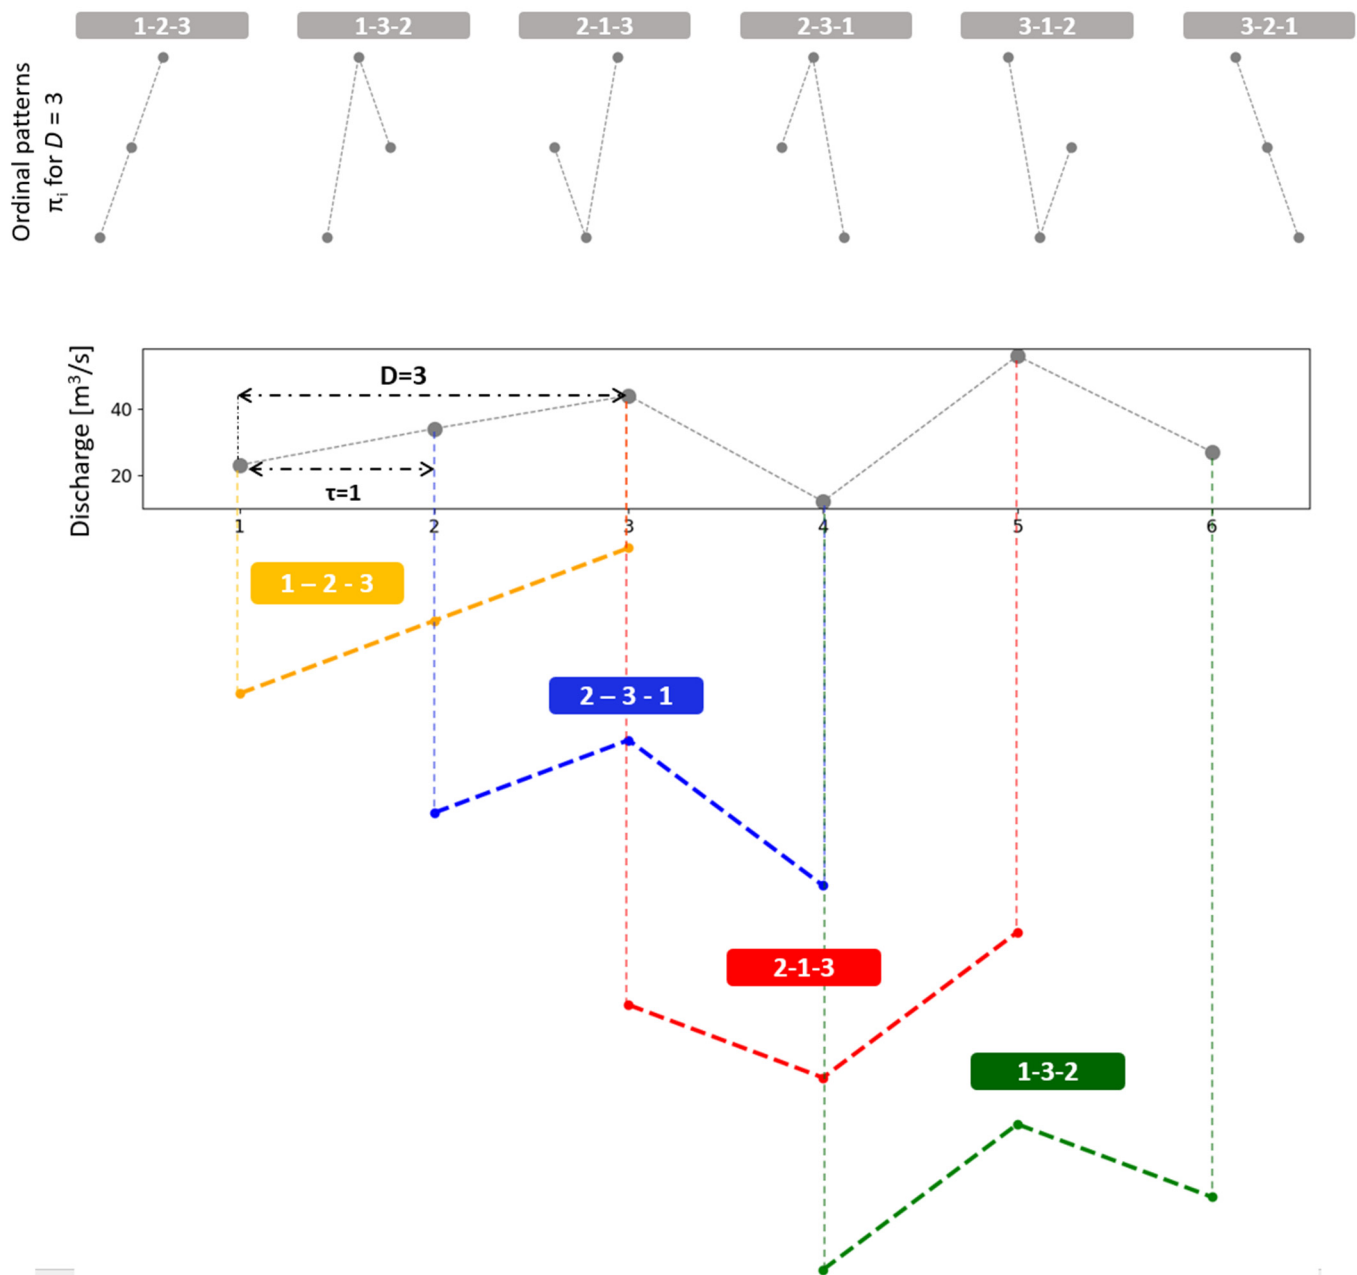 1-2-3 1-3-2 2-1-3 2-3-1 3-1-2 3-2-1
Ordinal patterns
πi for D = 3
Discharge [m³/s]
40
20
D=3
τ=1
1 2 3 4 5 6
1 – 2 - 3
2 – 3 - 1
2-1-3
1-3-2